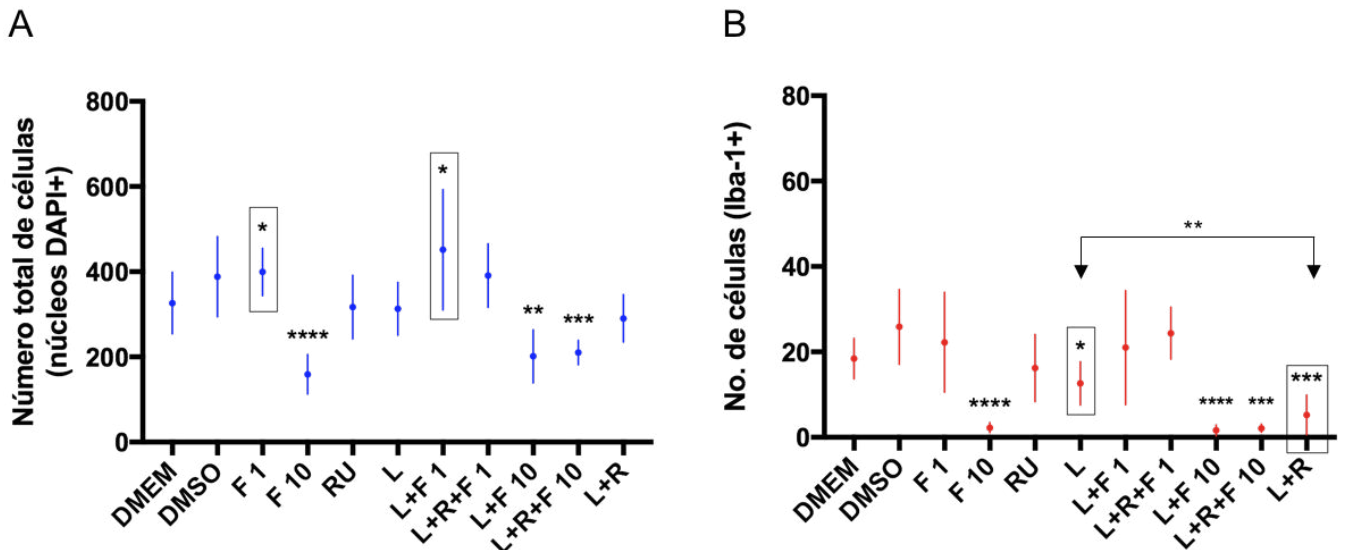 A
Número total de células
(núcleos DAPI+)
800
600
400
200
0
*
****
*
**
***
DMEM
DMSO
F 1
F 10
RU
L
L+F 1
L+R+F 1
L+F 10
L+R+F 10
L+R
B
No. de células (Iba-1+)
80
60
40
20
0
**
****
*
****
***
***
DMEM
DMSO
F 1
F 10
RU
L
L+F 1
L+R+F 1
L+F 10
L+R+F 10
L+R